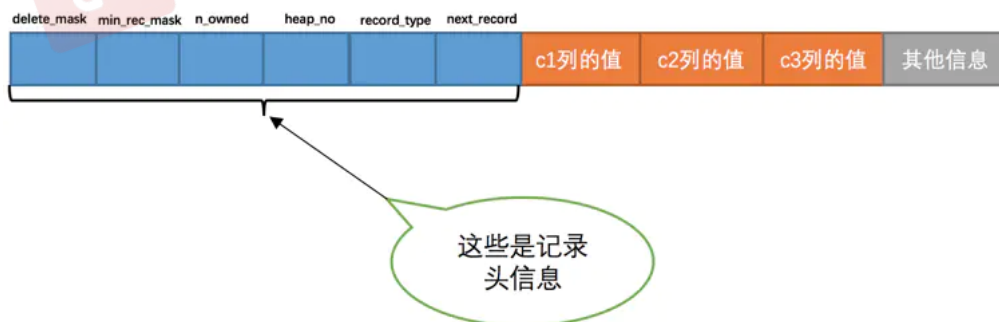 delete_mask min_rec_mask n_owned heap_no record_type next_record
c1列的值 c2列的值 c3列的值 其他信息
这些是记录
头信息